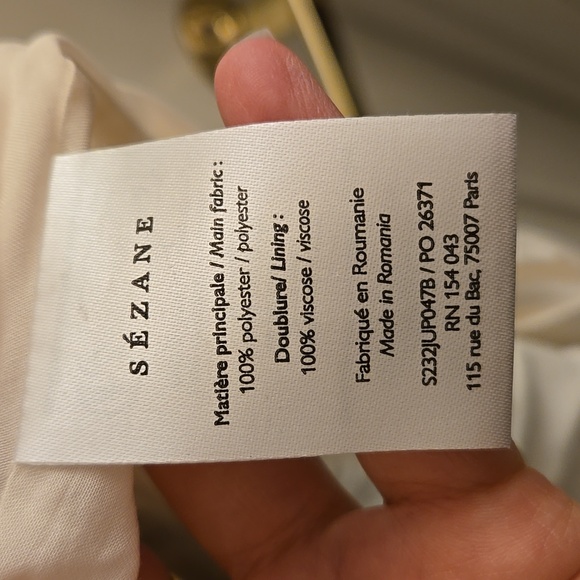 SÉZANE
Matière principale / Main fabric :
100% polyester / polyester
Doublure/ Lining :
100% viscose / viscose
Fabriqué en Roumanie
Made in Romania
S232JUP047B / PO 26371
RN 154 043
115 rue du Bac, 75007 Paris